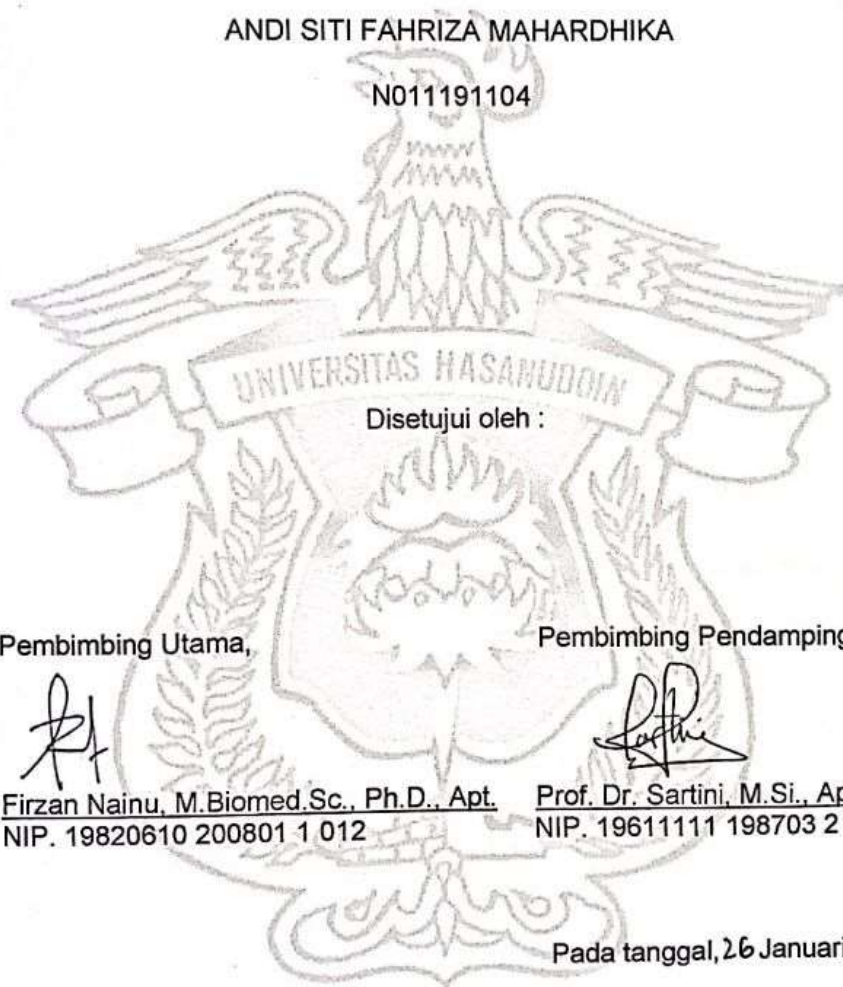 ANDI SITI FAHRIZA MAHARDHIKA
N011191104
UNIVERSITAS HASANUDDIN
Disetujui oleh :
Pembimbing Utama, Pembimbing Pendamping
Firzan Nainu, M.Biomed.Sc., Ph.D., Apt. Prof. Dr. Sartini, M.Si., Ap
NIP. 19820610 200801 1 012 NIP. 19611111 198703 2
Pada tanggal, 26 Januari